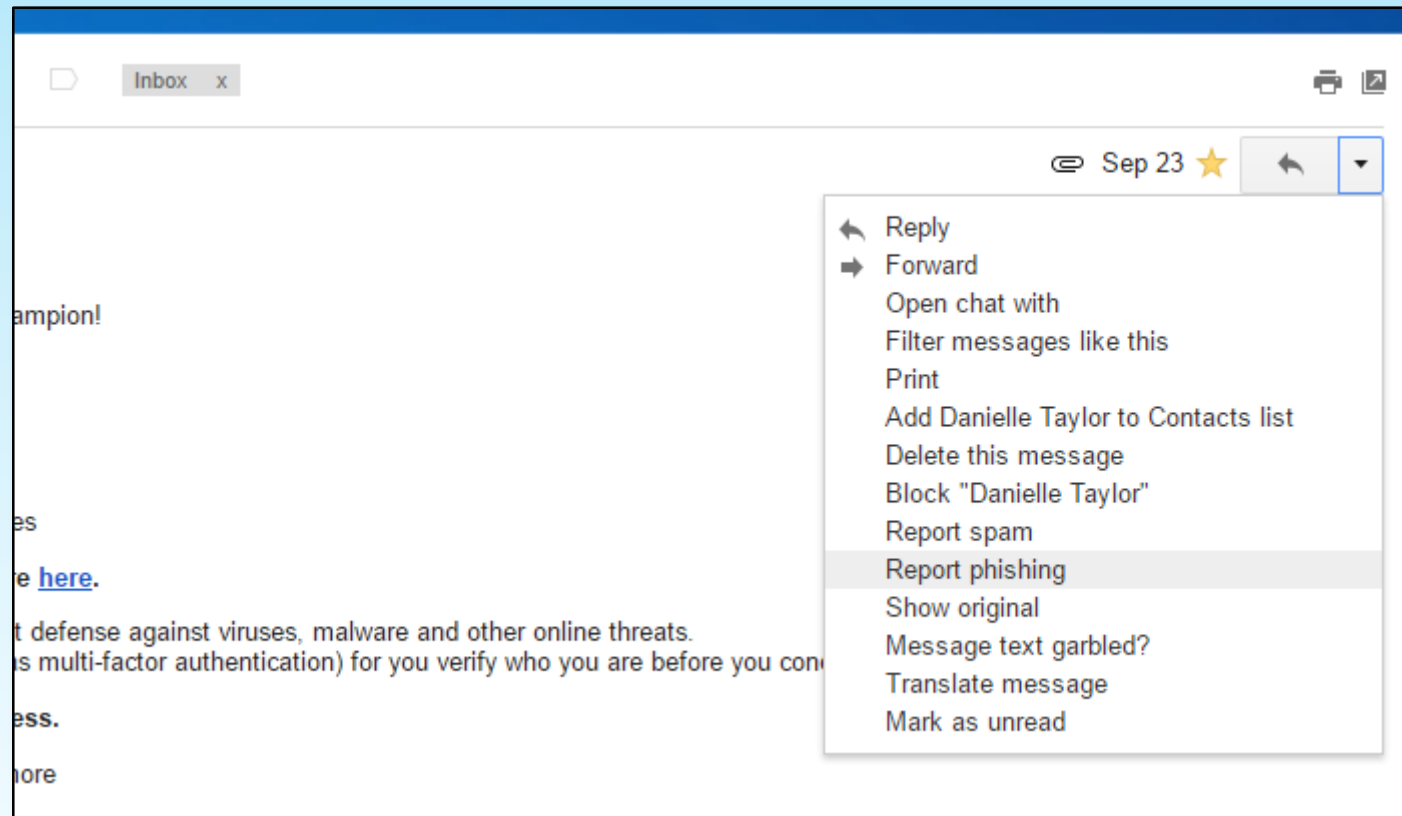 Inbox x
Sep 23
Reply
Forward
Open chat with
Filter messages like this
Print
Add Danielle Taylor to Contacts list
Delete this message
Block "Danielle Taylor"
Report spam
Report phishing
Show original
Message text garbled?
Translate message
Mark as unread
ampion!
es
e here.
t defense against viruses, malware and other online threats.
s multi-factor authentication) for you verify who you are before you con
ess.
ore